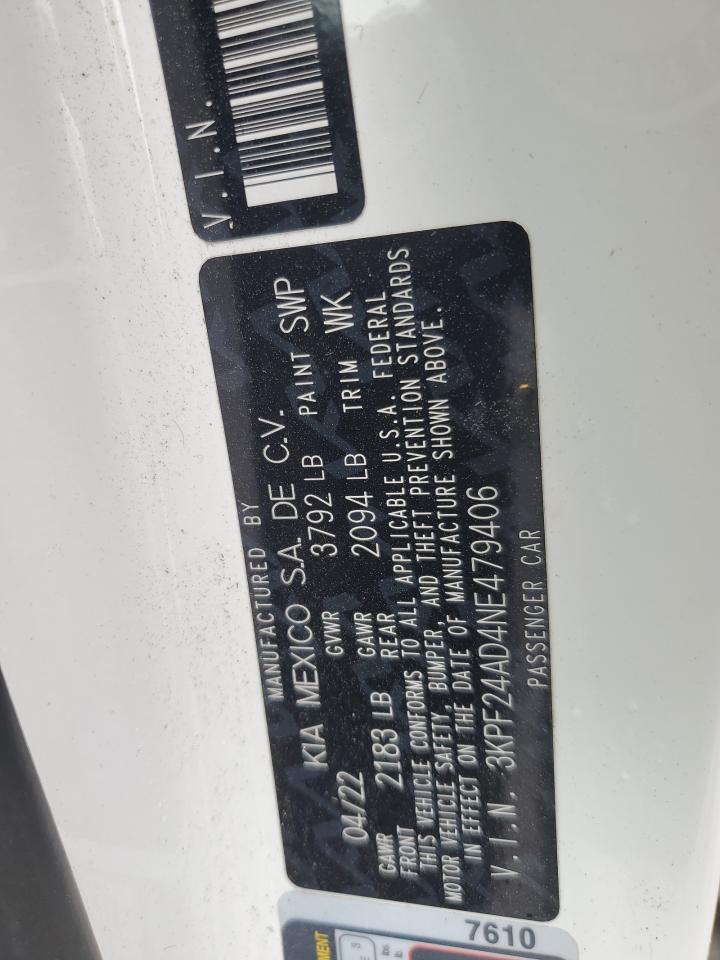 V.I.N.
MANUFACTURED BY
KIA MEXICO S.A. DE C.V.
04/22 GVWR 3792 LB PAINT SWP
GAWR FRONT 2183 LB GAWR REAR 2094 LB TRIM WK
THIS VEHICLE CONFORMS TO ALL APPLICABLE U.S.A. FEDERAL
MOTOR VEHICLE SAFETY, BUMPER, AND THEFT PREVENTION STANDARDS
IN EFFECT ON THE DATE OF MANUFACTURE SHOWN ABOVE.
V.I.N. 3KPF24AD4NE479406
PASSENGER CAR
7610